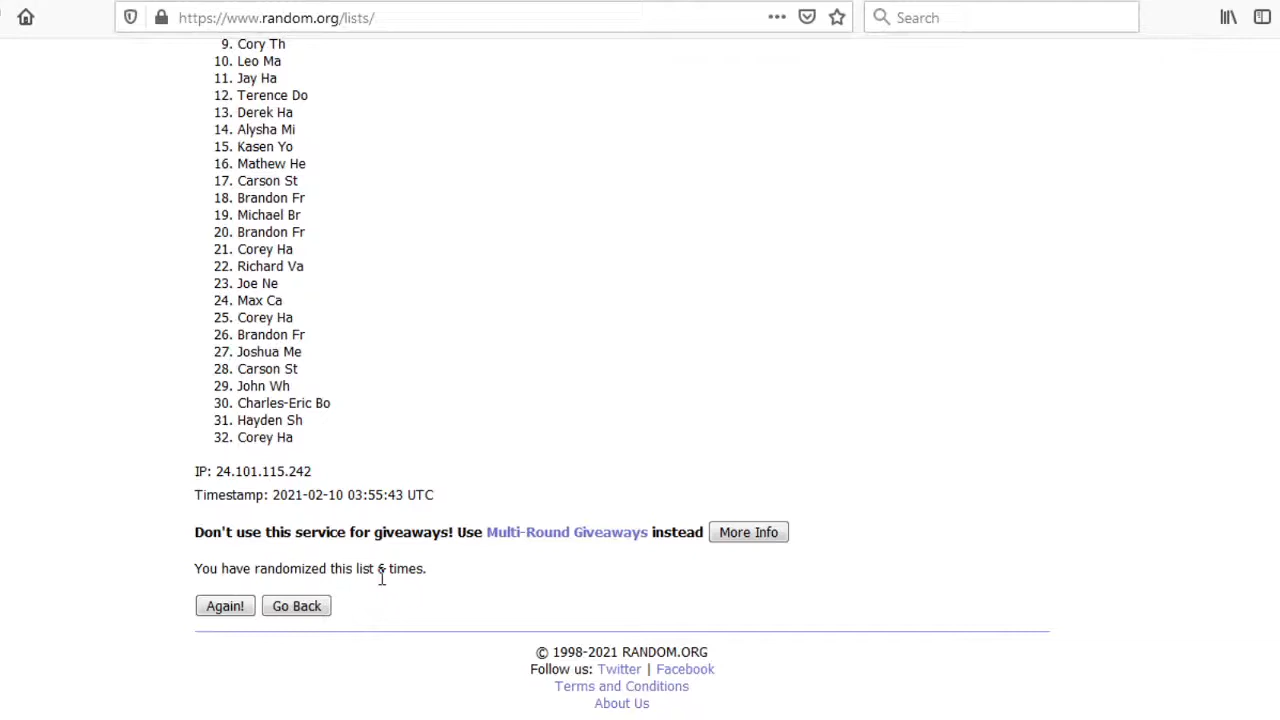 https://www.random.org/lists/
Search
9. Cory Th
10. Leo Ma
11. Jay Ha
12. Terence Do
13. Derek Ha
14. Alysha Mi
15. Kasen Yo
16. Mathew He
17. Carson St
18. Brandon Fr
19. Michael Br
20. Brandon Fr
21. Corey Ha
22. Richard Va
23. Joe Ne
24. Max Ca
25. Corey Ha
26. Brandon Fr
27. Joshua Me
28. Carson St
29. John Wh
30. Charles-Eric Bo
31. Hayden Sh
32. Corey Ha
IP: 24.101.115.242
Timestamp: 2021-02-10 03:55:43 UTC
Don't use this service for giveaways! Use Multi-Round Giveaways instead More Info
You have randomized this list times.
Again! Go Back
© 1998-2021 RANDOM.ORG
Follow us: Twitter | Facebook
Terms and Conditions
About Us